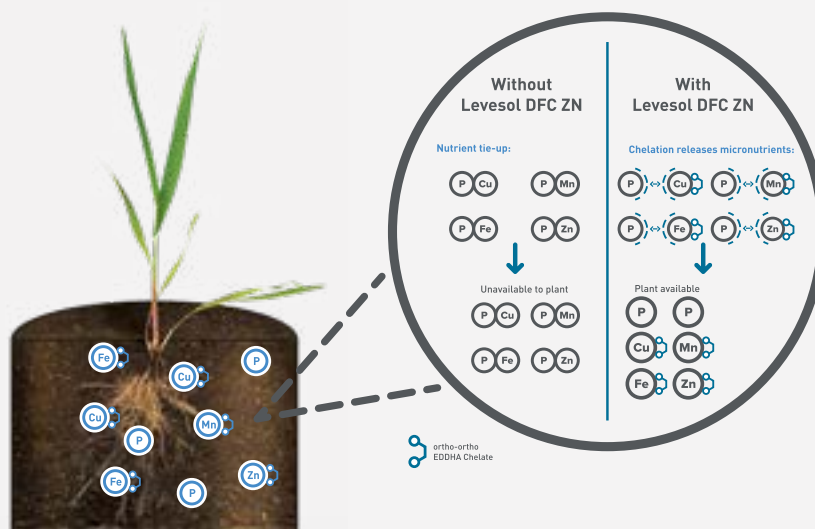 Without
Levesol DFC ZN
With
Levesol DFC ZN
Nutrient tie-up:
Chelation releases micronutrients:
P Cu P Mn
P Cu P Mn
P Fe P Zn
P Fe P Zn
Unavailable to plant
Plant available
P Cu P Mn
P Fe P Zn
P P
Cu Mn
Fe Zn
Fe
Cu
P
Cu
Mn
P
Fe
Zn
P
ortho-ortho
EDDHA Chelate